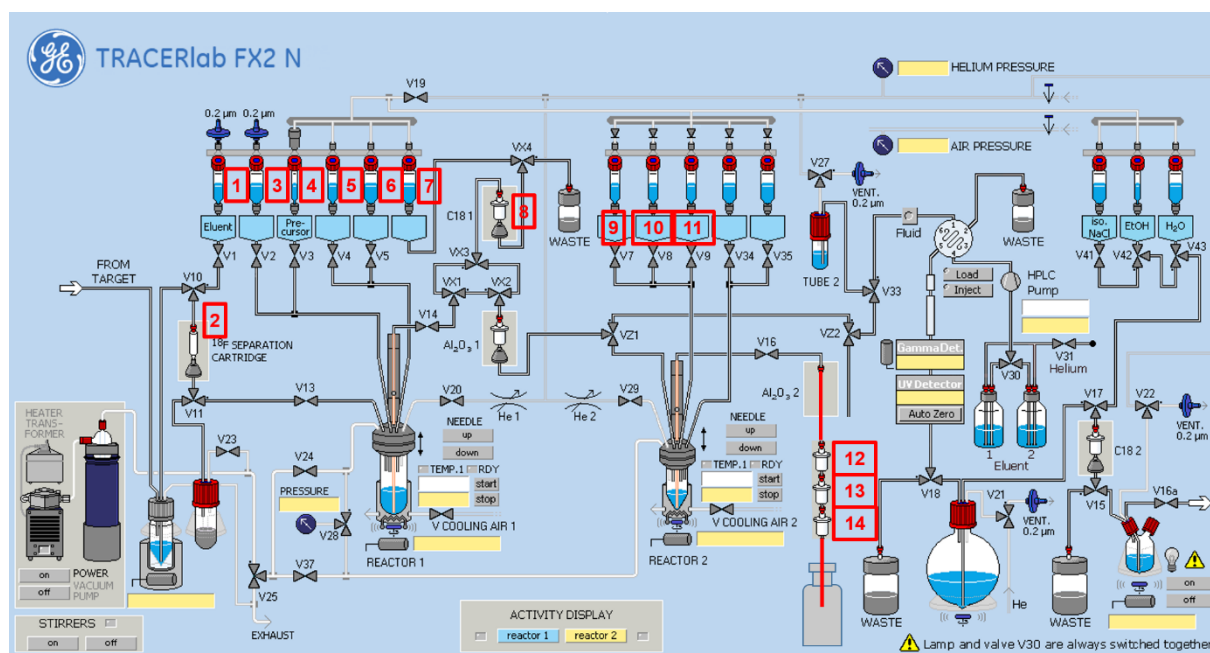 GE
TRACERlab FX2 N
HELIUM PRESSURE
V19
0.2 µm
0.2 µm
AIR PRESSURE
VX4
V27
VENT.
0.2 µm
1
3
4
5
6
7
8
C18 1
WASTE
Fluid
WASTE
1
2
3
4
5
6
Eluent
Pre-
cursor
9
10
11
iso.
NaCl
EtOH
H₂O
FROM
TARGET
V10
V1
V2
V3
V4
V5
VX3
V7
V8
V9
V34
V35
TUBE 2
V41
V42
V43
Load
Inject
HPLC
Pump
VX1
VX2
V33
V14
2
¹⁸F SEPARATION
CARTRIDGE
Al₂O₃ 1
VZ1
VZ2
V16
GammaDet.
V31
Helium
V30
UV Detector
Auto Zero
Al₂O₃ 2
V13
V11
V20
He 1
He 2
V29
V17
V22
VENT.
0.2 µm
HEATER
TRANS-
FORMER
NEEDLE
up
down
NEEDLE
up
down
1
2
Eluent
C18 2
V23
V24
TEMP.1
RDY
start
stop
TEMP.1
RDY
start
stop
12
13
14
PRESSURE
V28
V COOLING AIR 1
V COOLING AIR 2
V18
V21
VENT.
0.2 µm
V15
V16a
REACTOR 1
REACTOR 2
V37
V25
on
off
POWER
VACUUM
PUMP
on
off
EXHAUST
WASTE
He
WASTE
STIRRERS
on
off
ACTIVITY DISPLAY
reactor 1
reactor 2
Lamp and valve V30 are always switched together